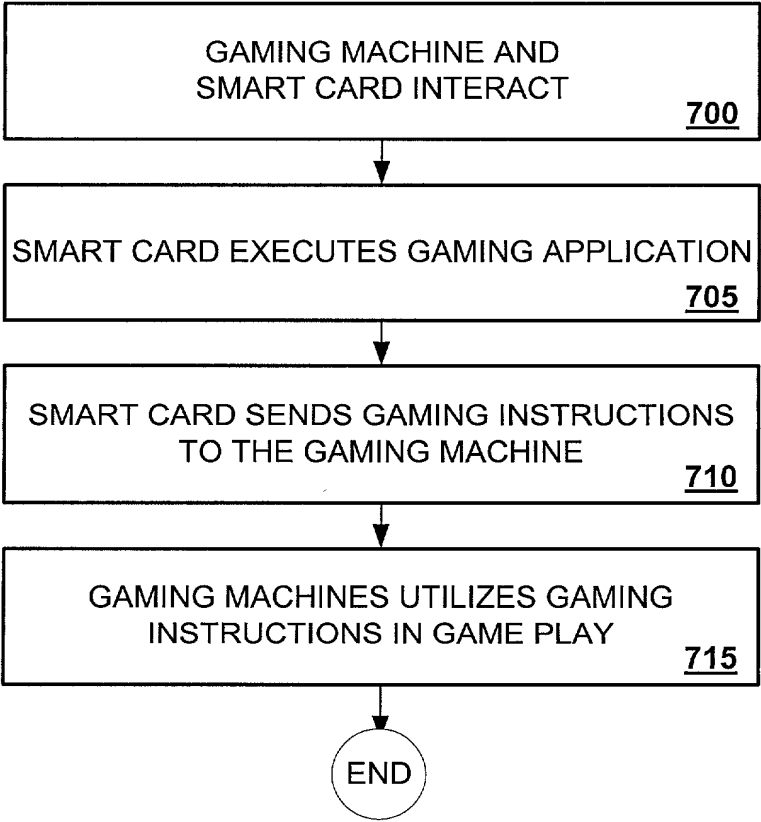 GAMING MACHINE AND
SMART CARD INTERACT
700
SMART CARD EXECUTES GAMING APPLICATION
705
SMART CARD SENDS GAMING INSTRUCTIONS
TO THE GAMING MACHINE
710
GAMING MACHINES UTILIZES GAMING
INSTRUCTIONS IN GAME PLAY
715
END